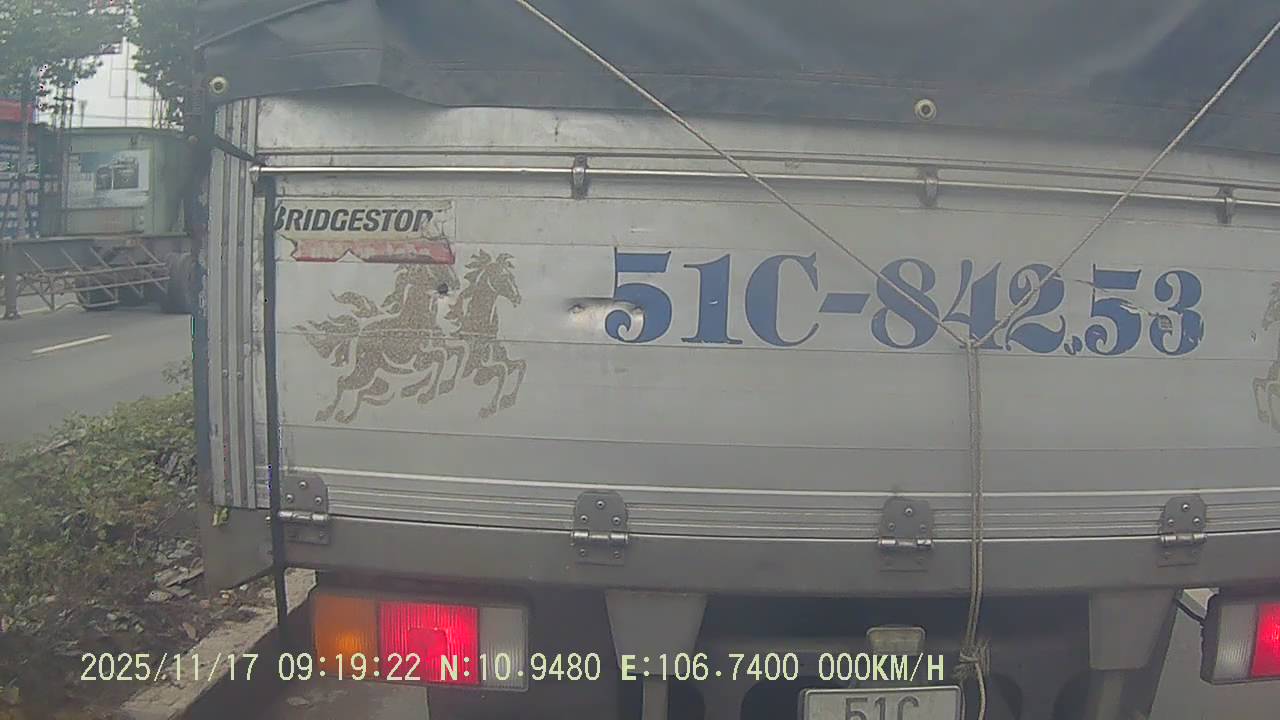 BRIDGESTON
51C-842.53
51C
2025/11/17 09:19:22 N:10.9480 E:106.7400 000KM/H